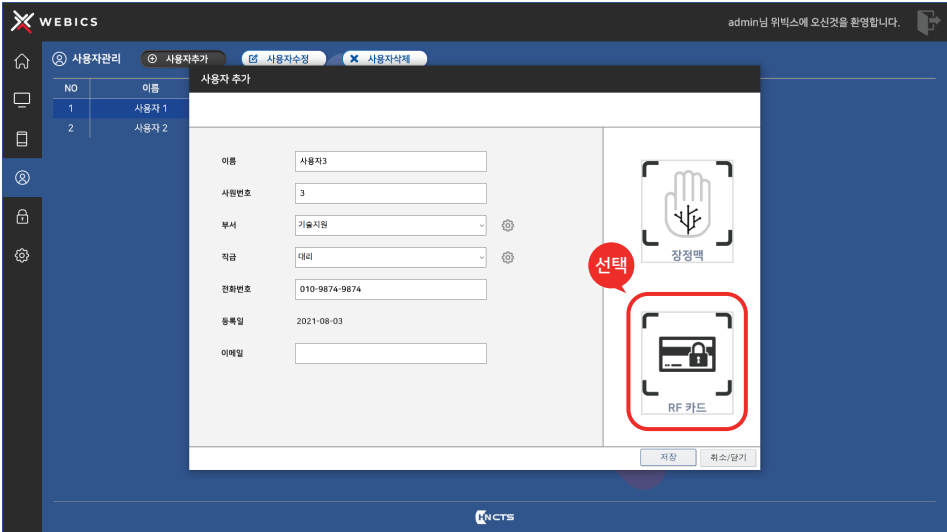 WEBICS
admin님 위빅스에 오신것을 환영합니다.
사용자관리 사용자추가 사용자수정 사용자삭제
NO 이름
1 사용자 1
2 사용자 2
사용자 추가
이름 사용자3
사원번호 3
부서 기술지원
직급 대리
전화번호 010-9874-9874
등록일 2021-08-03
이메일
장정맥
선택
RF 카드
저장 취소/닫기
NCTS